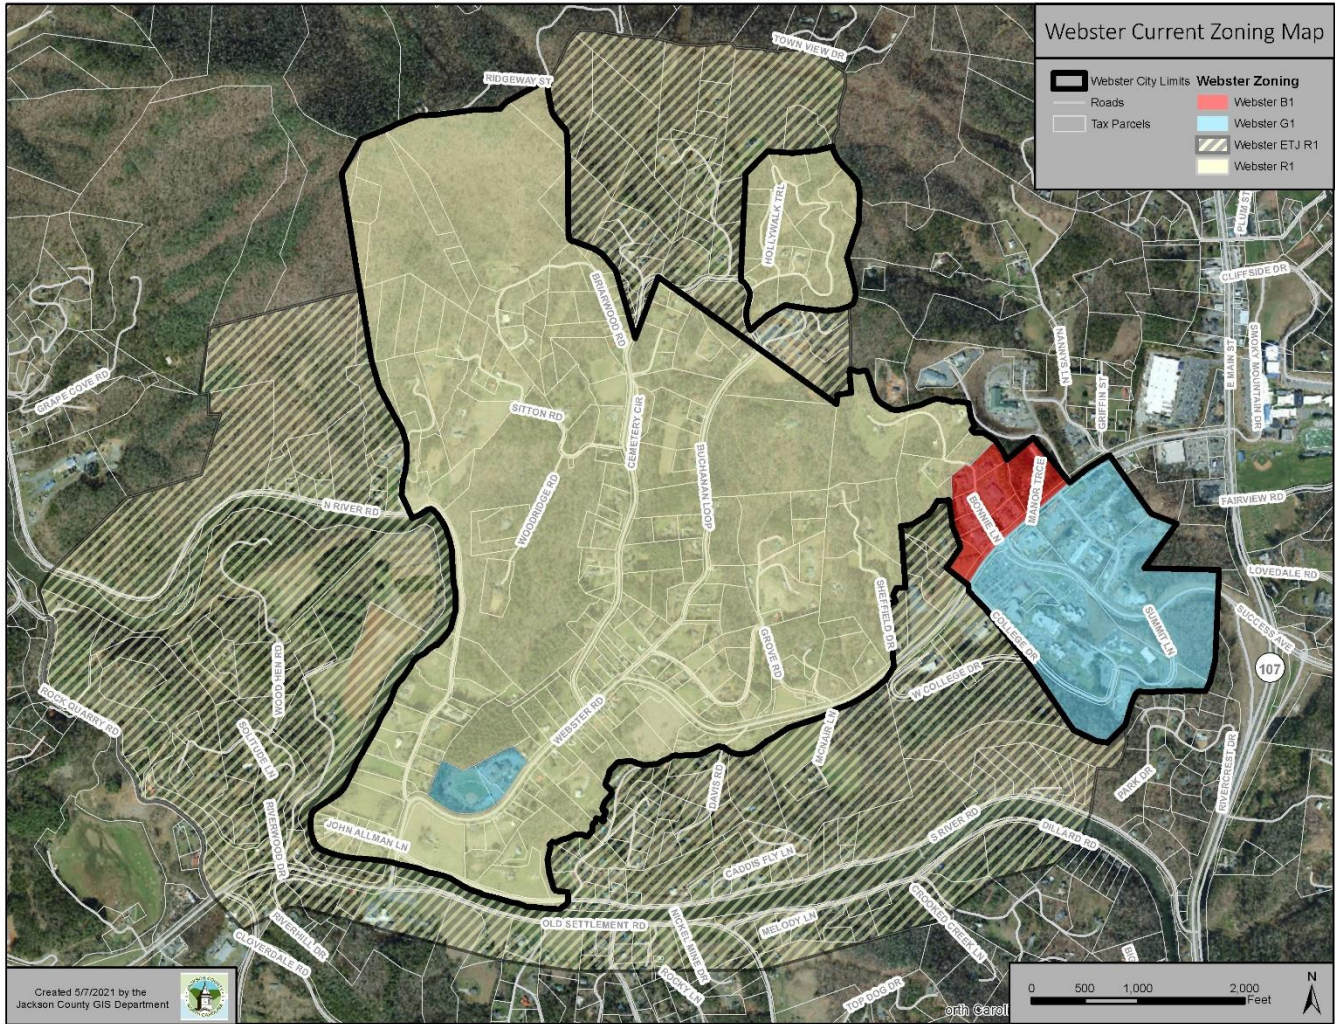 Webster Current Zoning Map
Webster City Limits
Roads
Tax Parcels
Webster Zoning
Webster B1
Webster G1
Webster ETJ R1
Webster R1
TOWN VIEW DR
RIDGEWAY ST
HOLLYWALK TRL
PLUM ST
CLIFFSIDE DR
BRIARWOOD RD
NANNYS LN
E MAIN ST
SMOKY MOUNTAIN DR
GRAPE COVE RD
GRIFFIN ST
SITTON RD
CEMETERY CIR
BUCHANAN LOOP
MANOR TRCE
BONNIE LN
FAIRVIEW RD
WOODRIDGE RD
N RIVER RD
LOVEDALE RD
SHEFFIELD DR
SUMMIT LN
SUCCESS AVE
COLLEGE DR
GROVE RD
107
WOOD HEN RD
W COLLEGE DR
ROCK QUARRY RD
WEBSTER RD
SOLITUDE LN
MCNAIR LN
DAVIS RD
PARK DR
RIVERCREST DR
RIVERWOOD DR
JOHN ALLMAN LN
S RIVER RD
DILLARD RD
CADDIS FLY LN
OLD SETTLEMENT RD
NICKEL MINE DR
MELODY LN
CROOKED CREEK LN
RIVERHILL DR
CLOVERDALE RD
ROCKY LN
TOP DOG DR
orth Caroli
Created 5/7/2021 by the
Jackson County GIS Department
N
0 500 1,000 2,000
Feet